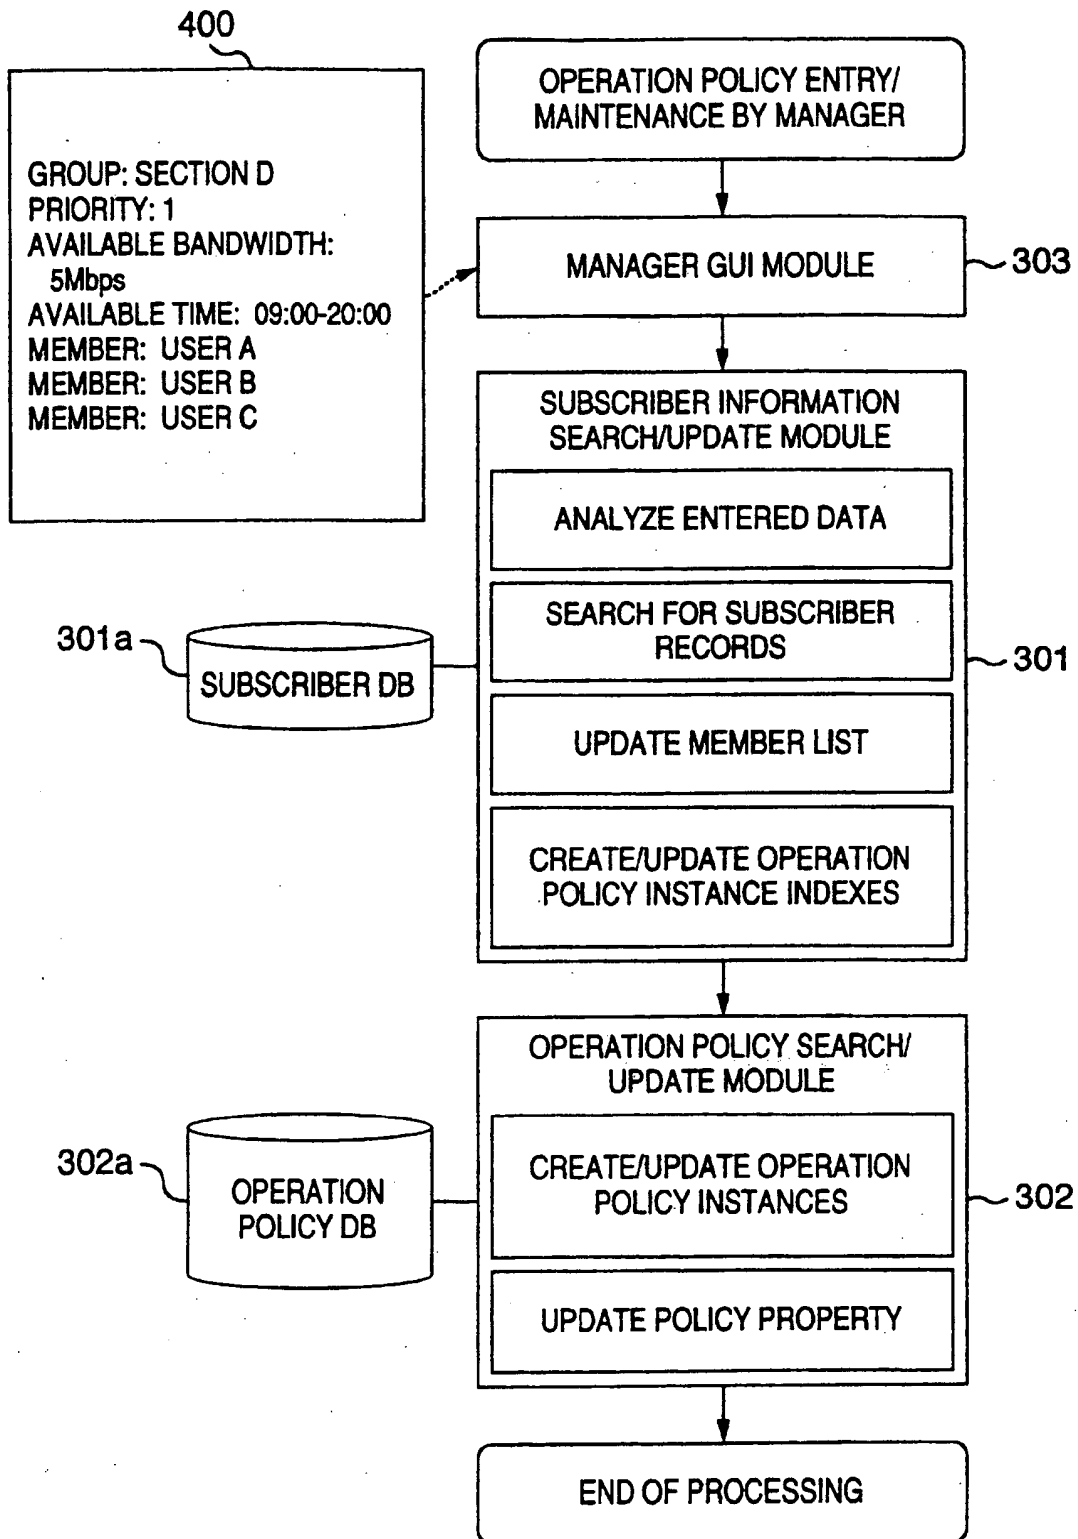 400
OPERATION POLICY ENTRY/
MAINTENANCE BY MANAGER
GROUP: SECTION D
PRIORITY: 1
AVAILABLE BANDWIDTH:
5Mbps
AVAILABLE TIME: 09:00-20:00
MEMBER: USER A
MEMBER: USER B
MEMBER: USER C
MANAGER GUI MODULE
303
SUBSCRIBER INFORMATION
SEARCH/UPDATE MODULE
ANALYZE ENTERED DATA
SEARCH FOR SUBSCRIBER
RECORDS
UPDATE MEMBER LIST
CREATE/UPDATE OPERATION
POLICY INSTANCE INDEXES
301
301a
SUBSCRIBER DB
OPERATION POLICY SEARCH/
UPDATE MODULE
CREATE/UPDATE OPERATION
POLICY INSTANCES
UPDATE POLICY PROPERTY
302
302a
OPERATION
POLICY DB
END OF PROCESSING